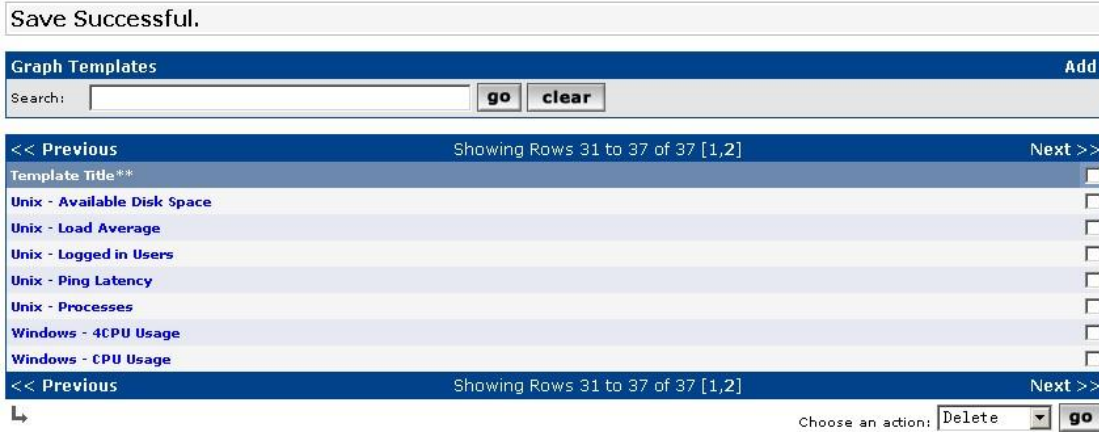 Save Successful.
Graph Templates Add
Search: go clear
<< Previous Showing Rows 31 to 37 of 37 [1,2] Next >>
Template Title**
Unix - Available Disk Space
Unix - Load Average
Unix - Logged in Users
Unix - Ping Latency
Unix - Processes
Windows - 4CPU Usage
Windows - CPU Usage
<< Previous Showing Rows 31 to 37 of 37 [1,2] Next >>
Choose an action: Delete go